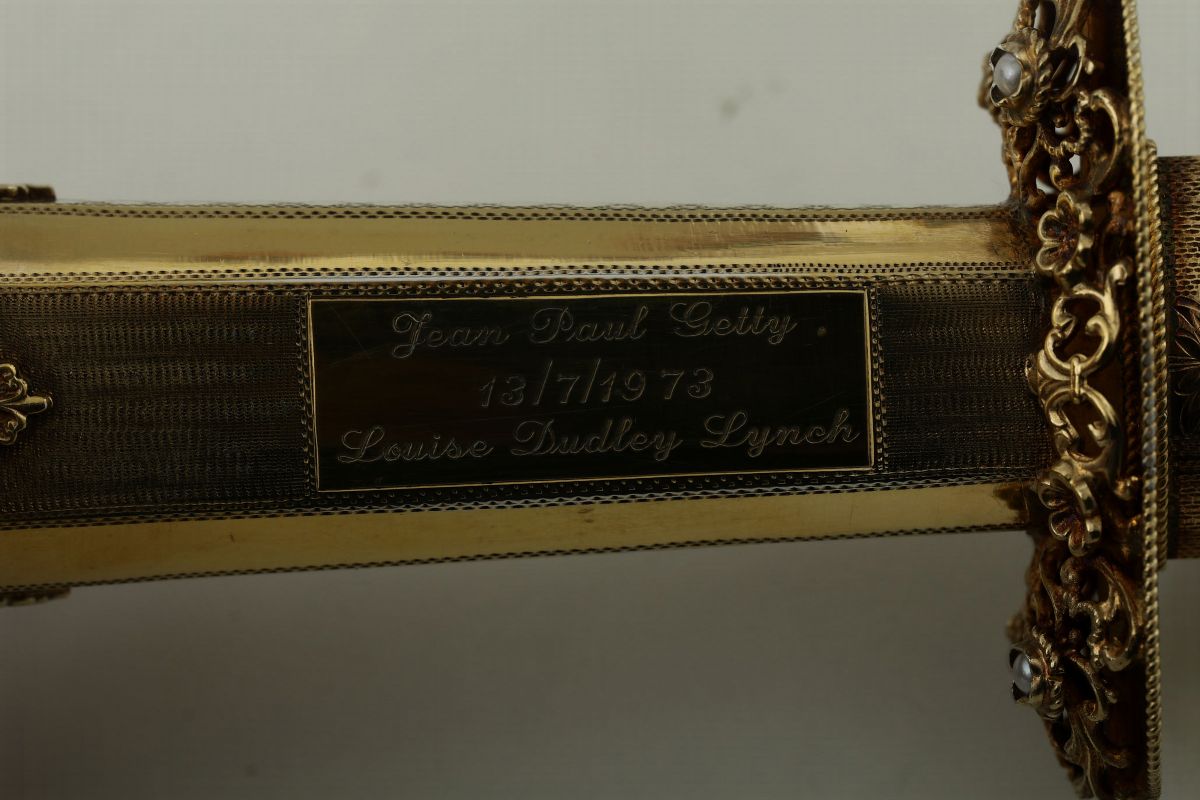 Jean Paul Getty
13/7/1973
Louise Dudley Lynch